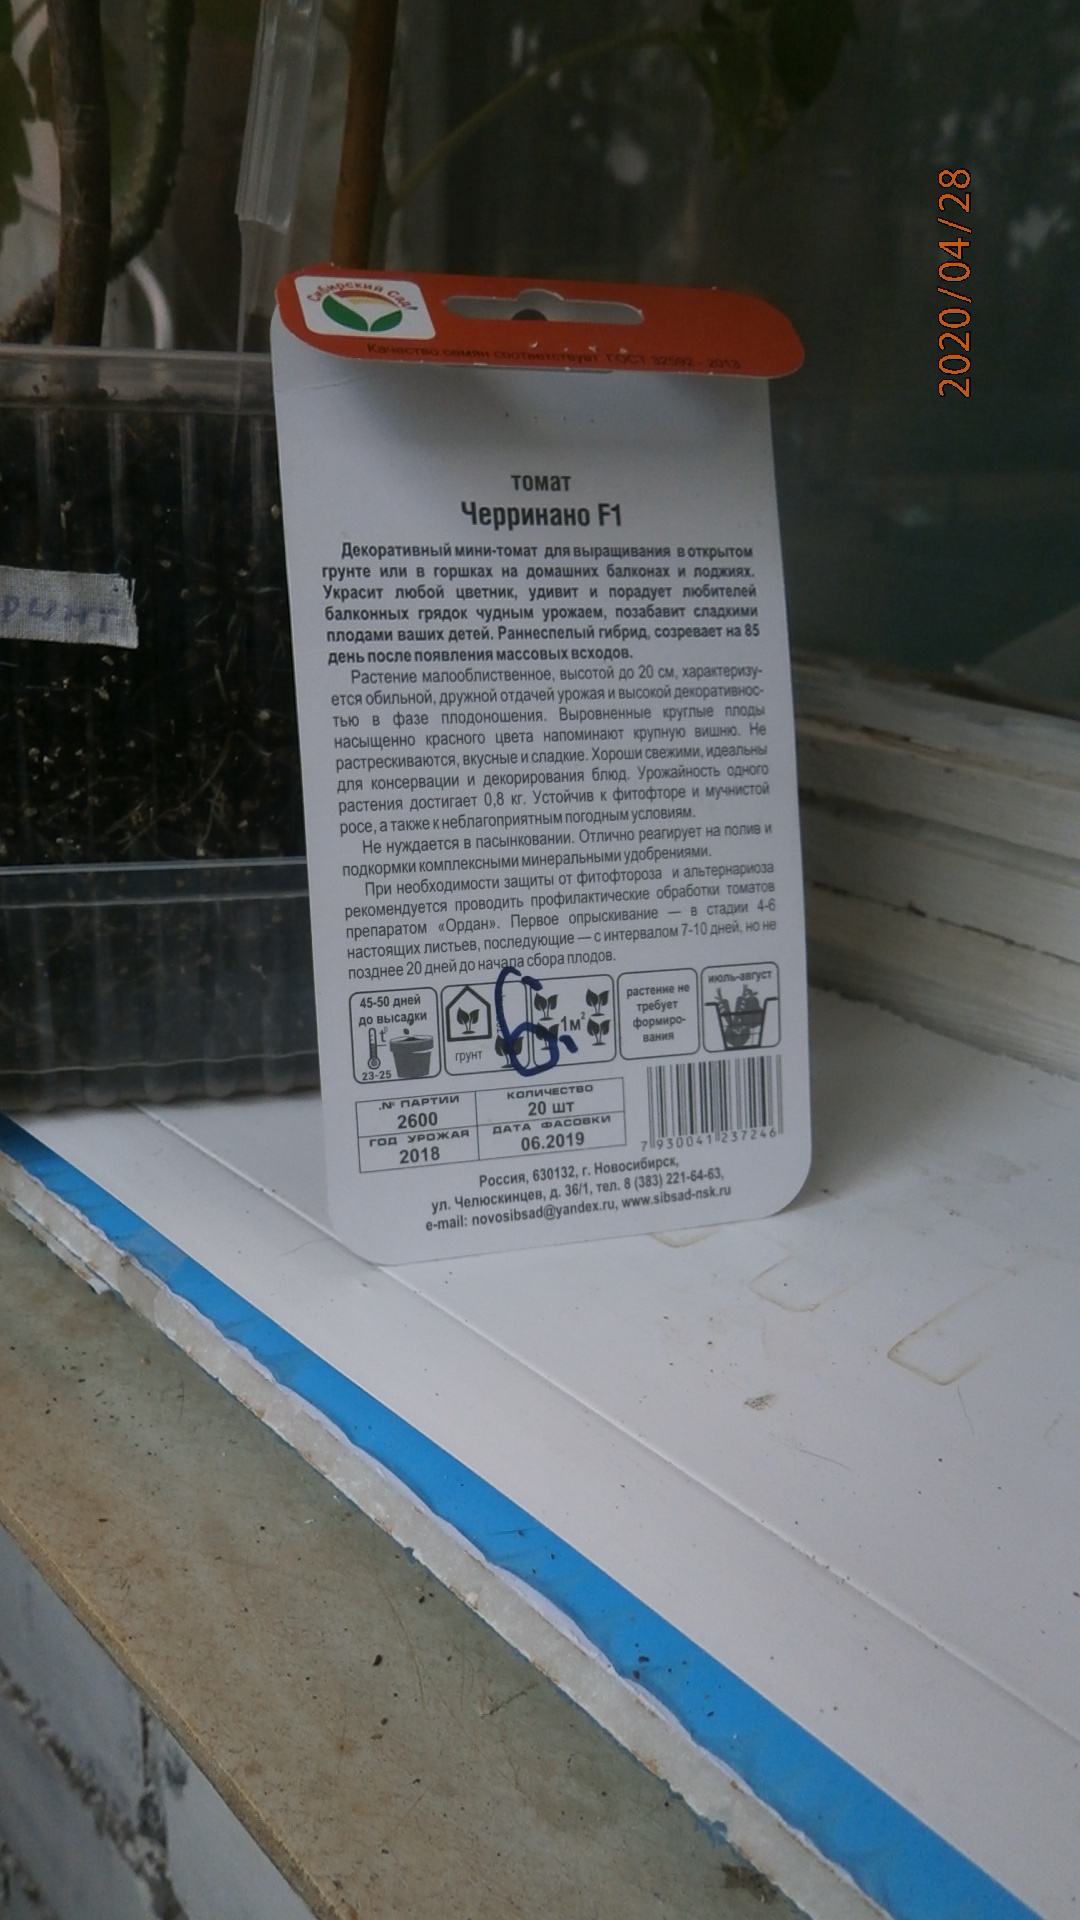 2020/04/28
Сибирский Сад
Качество семян соответствует ГОСТ 32592 - 2013
томат
Черринано F1
Декоративный мини-томат для выращивания в открытом
грунте или в горшках на домашних балконах и лоджиях.
Украсит любой цветник, удивит и порадует любителей
балконных грядок чудным урожаем, позабавит сладкими
плодами ваших детей. Раннеспелый гибрид, созревает на 85
день после появления массовых всходов.
Растение малооблиственное, высотой до 20 см, характеризу-
ется обильной, дружной отдачей урожая и высокой декоративнос-
тью в фазе плодоношения. Выровненные круглые плоды
насыщенно красного цвета напоминают крупную вишню. Не
растрескиваются, вкусные и сладкие. Хороши свежими, идеальны
для консервации и декорирования блюд. Урожайность одного
растения достигает 0,8 кг. Устойчив к фитофторе и мучнистой
росе, а также к неблагоприятным погодным условиям.
Не нуждается в пасынковании. Отлично реагирует на полив и
подкормки комплексными минеральными удобрениями.
При необходимости защиты от фитофтороза и альтернариоза
рекомендуется проводить профилактические обработки томатов
препаратом «Ордан». Первое опрыскивание — в стадии 4-6
настоящих листьев, последующие — с интервалом 7-10 дней, но не
позднее 20 дней до начала сбора плодов.
45-50 дней
до высадки
t°
23-25
грунт
6
1м²
растение не
требует
формиро-
вания
июль-август
№ ПАРТИИ
2600
КОЛИЧЕСТВО
20 ШТ
ГОД УРОЖАЯ
2018
ДАТА ФАСОВКИ
06.2019
7 930041 237246
Россия, 630132, г. Новосибирск,
ул. Челюскинцев, д. 36/1, тел. 8 (383) 221-64-63,
e-mail: novosibsad@yandex.ru, www.sibsad-nsk.ru